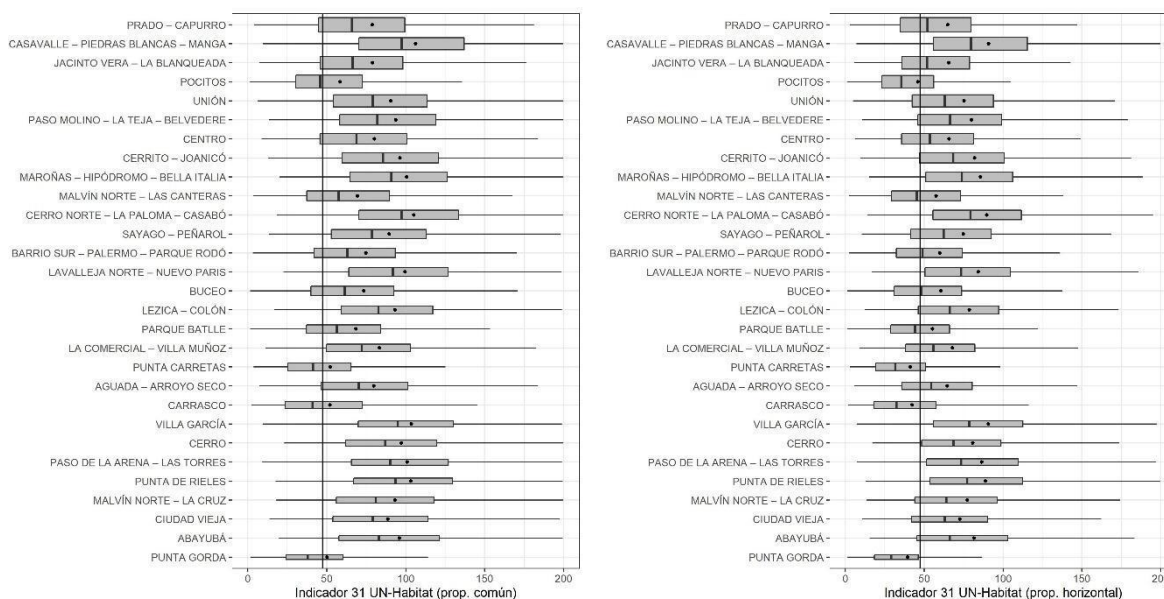 PRADO – CAPURRO
CASAVALLE – PIEDRAS BLANCAS – MANGA
JACINTO VERA – LA BLANQUEADA
POCITOS
UNIÓN
PASO MOLINO – LA TEJA – BELVEDERE
CENTRO
CERRITO – JOANICÓ
MAROÑAS – HIPÓDROMO – BELLA ITALIA
MALVÍN NORTE – LAS CANTERAS
CERRO NORTE – LA PALOMA – CASABÓ
SAYAGO – PEÑAROL
BARRIO SUR – PALERMO – PARQUE RODÓ
LAVALLEJA NORTE – NUEVO PARIS
BUCEO
LEZICA – COLÓN
PARQUE BATLLE
LA COMERCIAL – VILLA MUÑOZ
PUNTA CARRETAS
AGUADA – ARROYO SECO
CARRASCO
VILLA GARCÍA
CERRO
PASO DE LA ARENA – LAS TORRES
PUNTA DE RIELES
MALVÍN NORTE – LA CRUZ
CIUDAD VIEJA
ABAYUBÁ
PUNTA GORDA
0 50 100 150 200
Indicador 31 UN-Habitat (prop. común)
PRADO – CAPURRO
CASAVALLE – PIEDRAS BLANCAS – MANGA
JACINTO VERA – LA BLANQUEADA
POCITOS
UNIÓN
PASO MOLINO – LA TEJA – BELVEDERE
CENTRO
CERRITO – JOANICÓ
MAROÑAS – HIPÓDROMO – BELLA ITALIA
MALVÍN NORTE – LAS CANTERAS
CERRO NORTE – LA PALOMA – CASABÓ
SAYAGO – PEÑAROL
BARRIO SUR – PALERMO – PARQUE RODÓ
LAVALLEJA NORTE – NUEVO PARIS
BUCEO
LEZICA – COLÓN
PARQUE BATLLE
LA COMERCIAL – VILLA MUÑOZ
PUNTA CARRETAS
AGUADA – ARROYO SECO
CARRASCO
VILLA GARCÍA
CERRO
PASO DE LA ARENA – LAS TORRES
PUNTA DE RIELES
MALVÍN NORTE – LA CRUZ
CIUDAD VIEJA
ABAYUBÁ
PUNTA GORDA
0 50 100 150 200
Indicador 31 UN-Habitat (prop. horizontal)